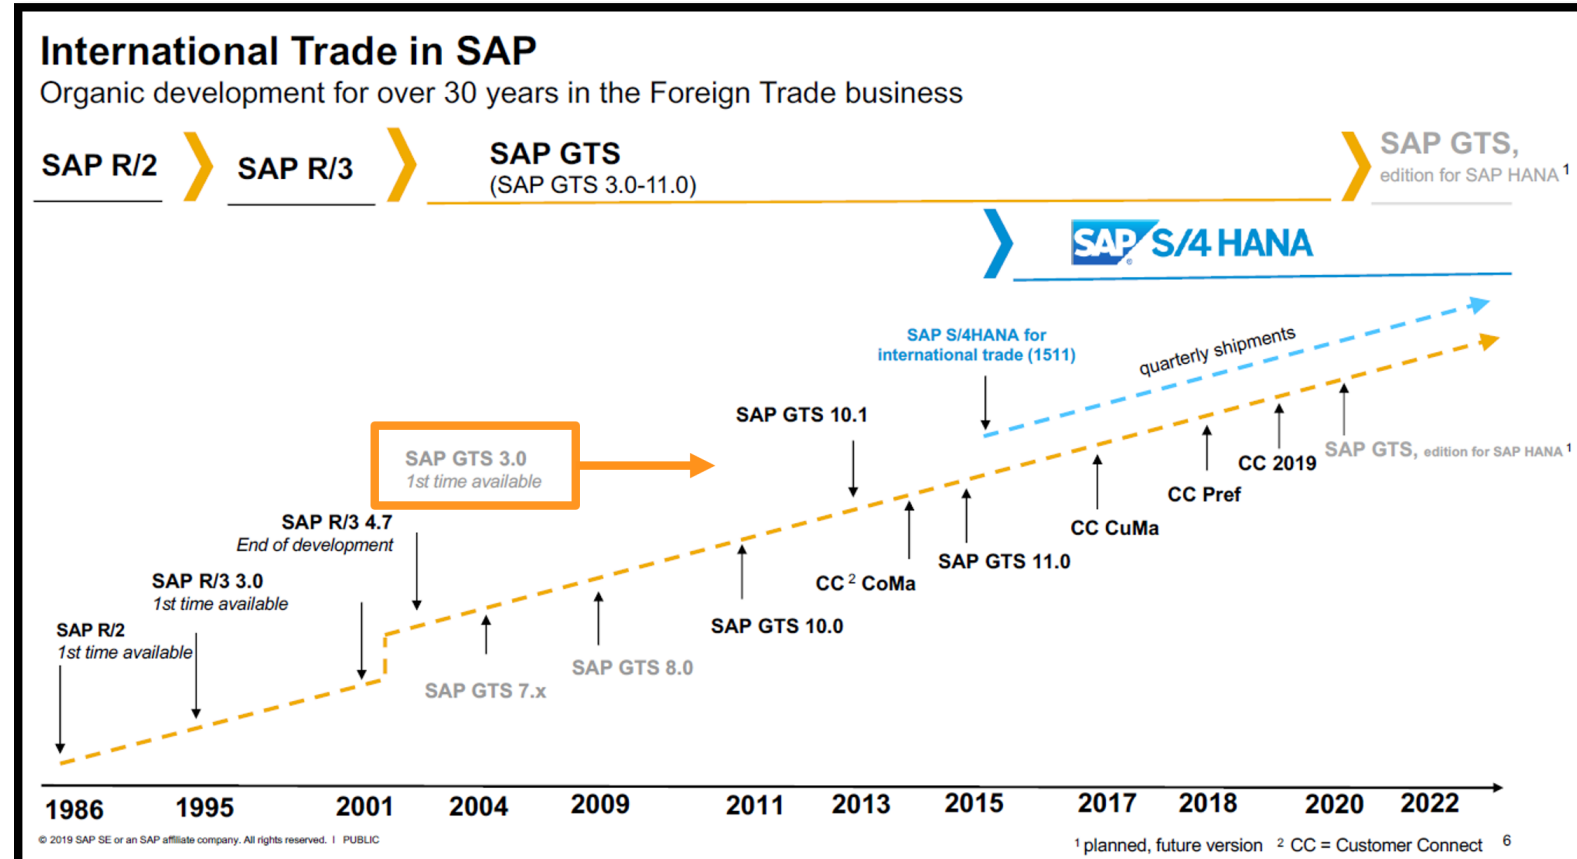 International Trade in SAP
Organic development for over 30 years in the Foreign Trade business
SAP R/2
SAP R/3
SAP GTS
(SAP GTS 3.0-11.0)
SAP GTS,
edition for SAP HANA 1
SAP S/4 HANA
SAP S/4HANA for
international trade (1511)
quarterly shipments
SAP GTS 10.1
SAP GTS 3.0
1st time available
SAP GTS, edition for SAP HANA 1
CC 2019
CC Pref
SAP R/3 4.7
End of development
CC CuMa
SAP GTS 11.0
SAP R/3 3.0
1st time available
CC 2 CoMa
SAP R/2
1st time available
SAP GTS 10.0
SAP GTS 8.0
SAP GTS 7.x
1986 1995 2001 2004 2009 2011 2013 2015 2017 2018 2020 2022
© 2019 SAP SE or an SAP affiliate company. All rights reserved. I PUBLIC
1 planned, future version 2 CC = Customer Connect 6